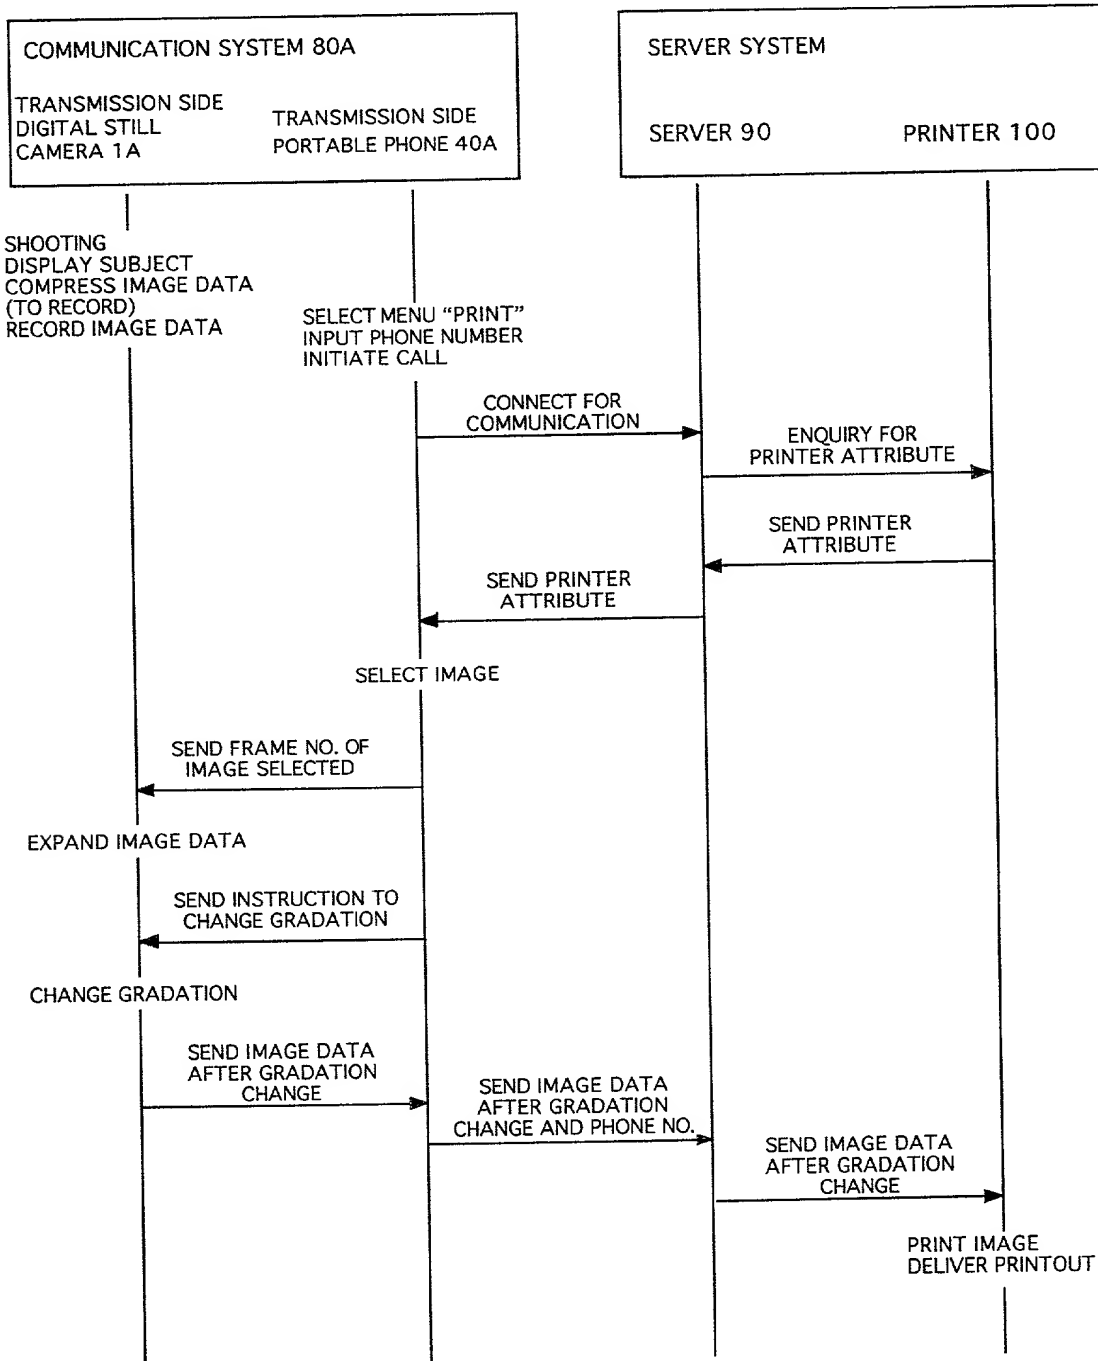 COMMUNICATION SYSTEM 80A
TRANSMISSION SIDE
DIGITAL STILL
CAMERA 1A
TRANSMISSION SIDE
PORTABLE PHONE 40A
SERVER SYSTEM
SERVER 90
PRINTER 100
SHOOTING
DISPLAY SUBJECT
COMPRESS IMAGE DATA
(TO RECORD)
RECORD IMAGE DATA
SELECT MENU “PRINT”
INPUT PHONE NUMBER
INITIATE CALL
CONNECT FOR
COMMUNICATION
ENQUIRY FOR
PRINTER ATTRIBUTE
SEND PRINTER
ATTRIBUTE
SEND PRINTER
ATTRIBUTE
SELECT IMAGE
SEND FRAME NO. OF
IMAGE SELECTED
EXPAND IMAGE DATA
SEND INSTRUCTION TO
CHANGE GRADATION
CHANGE GRADATION
SEND IMAGE DATA
AFTER GRADATION
CHANGE
SEND IMAGE DATA
AFTER GRADATION
CHANGE AND PHONE NO.
SEND IMAGE DATA
AFTER GRADATION
CHANGE
PRINT IMAGE
DELIVER PRINTOUT